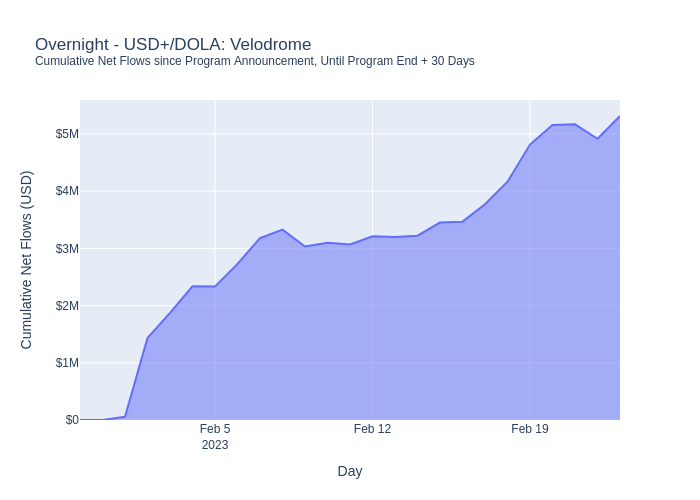 Overnight - USD+/DOLA: Velodrome
Cumulative Net Flows since Program Announcement, Until Program End + 30 Days
Cumulative Net Flows (USD)
$5M
$4M
$3M
$2M
$1M
$0
Feb 5
2023
Feb 12
Feb 19
Day